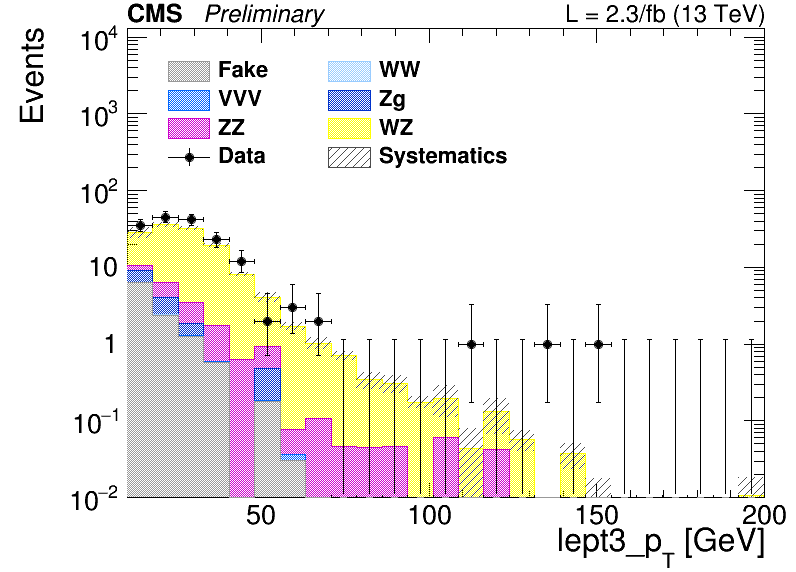 CMS Preliminary L = 2.3/fb (13 TeV)
Events
10^4
10^3
10^2
10
1
10^−1
10^−2
Fake WW
VVV Zg
ZZ WZ
Data Systematics
50 100 150 200
lept3_p_T [GeV]